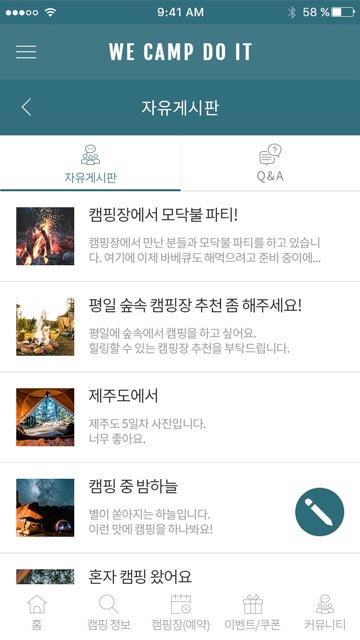 9:41 AM
58 %
WE CAMP DO IT
자유게시판
자유게시판
Q&A
캠핑장에서 모닥불 파티!
캠핑장에서 만난 분들과 모닥불 파티를 하고 있습니
다. 여기에 이제 바베큐도 해먹으려고 준비 중이에...
평일 숲속 캠핑장 추천 좀 해주세요!
평일에 숲속에서 캠핑을 하고 싶어요.
힐링할 수 있는 캠핑장 추천을 부탁드립니다.
제주도에서
제주도 5일차 사진입니다.
너무 좋아요.
캠핑 중 밤하늘
별이 쏟아지는 하늘입니다.
이런 맛에 캠핑을 하나봐요!
혼자 캠핑 왔어요
홈
캠핑 정보
캠핑장(예약)
이벤트/쿠폰
커뮤니티